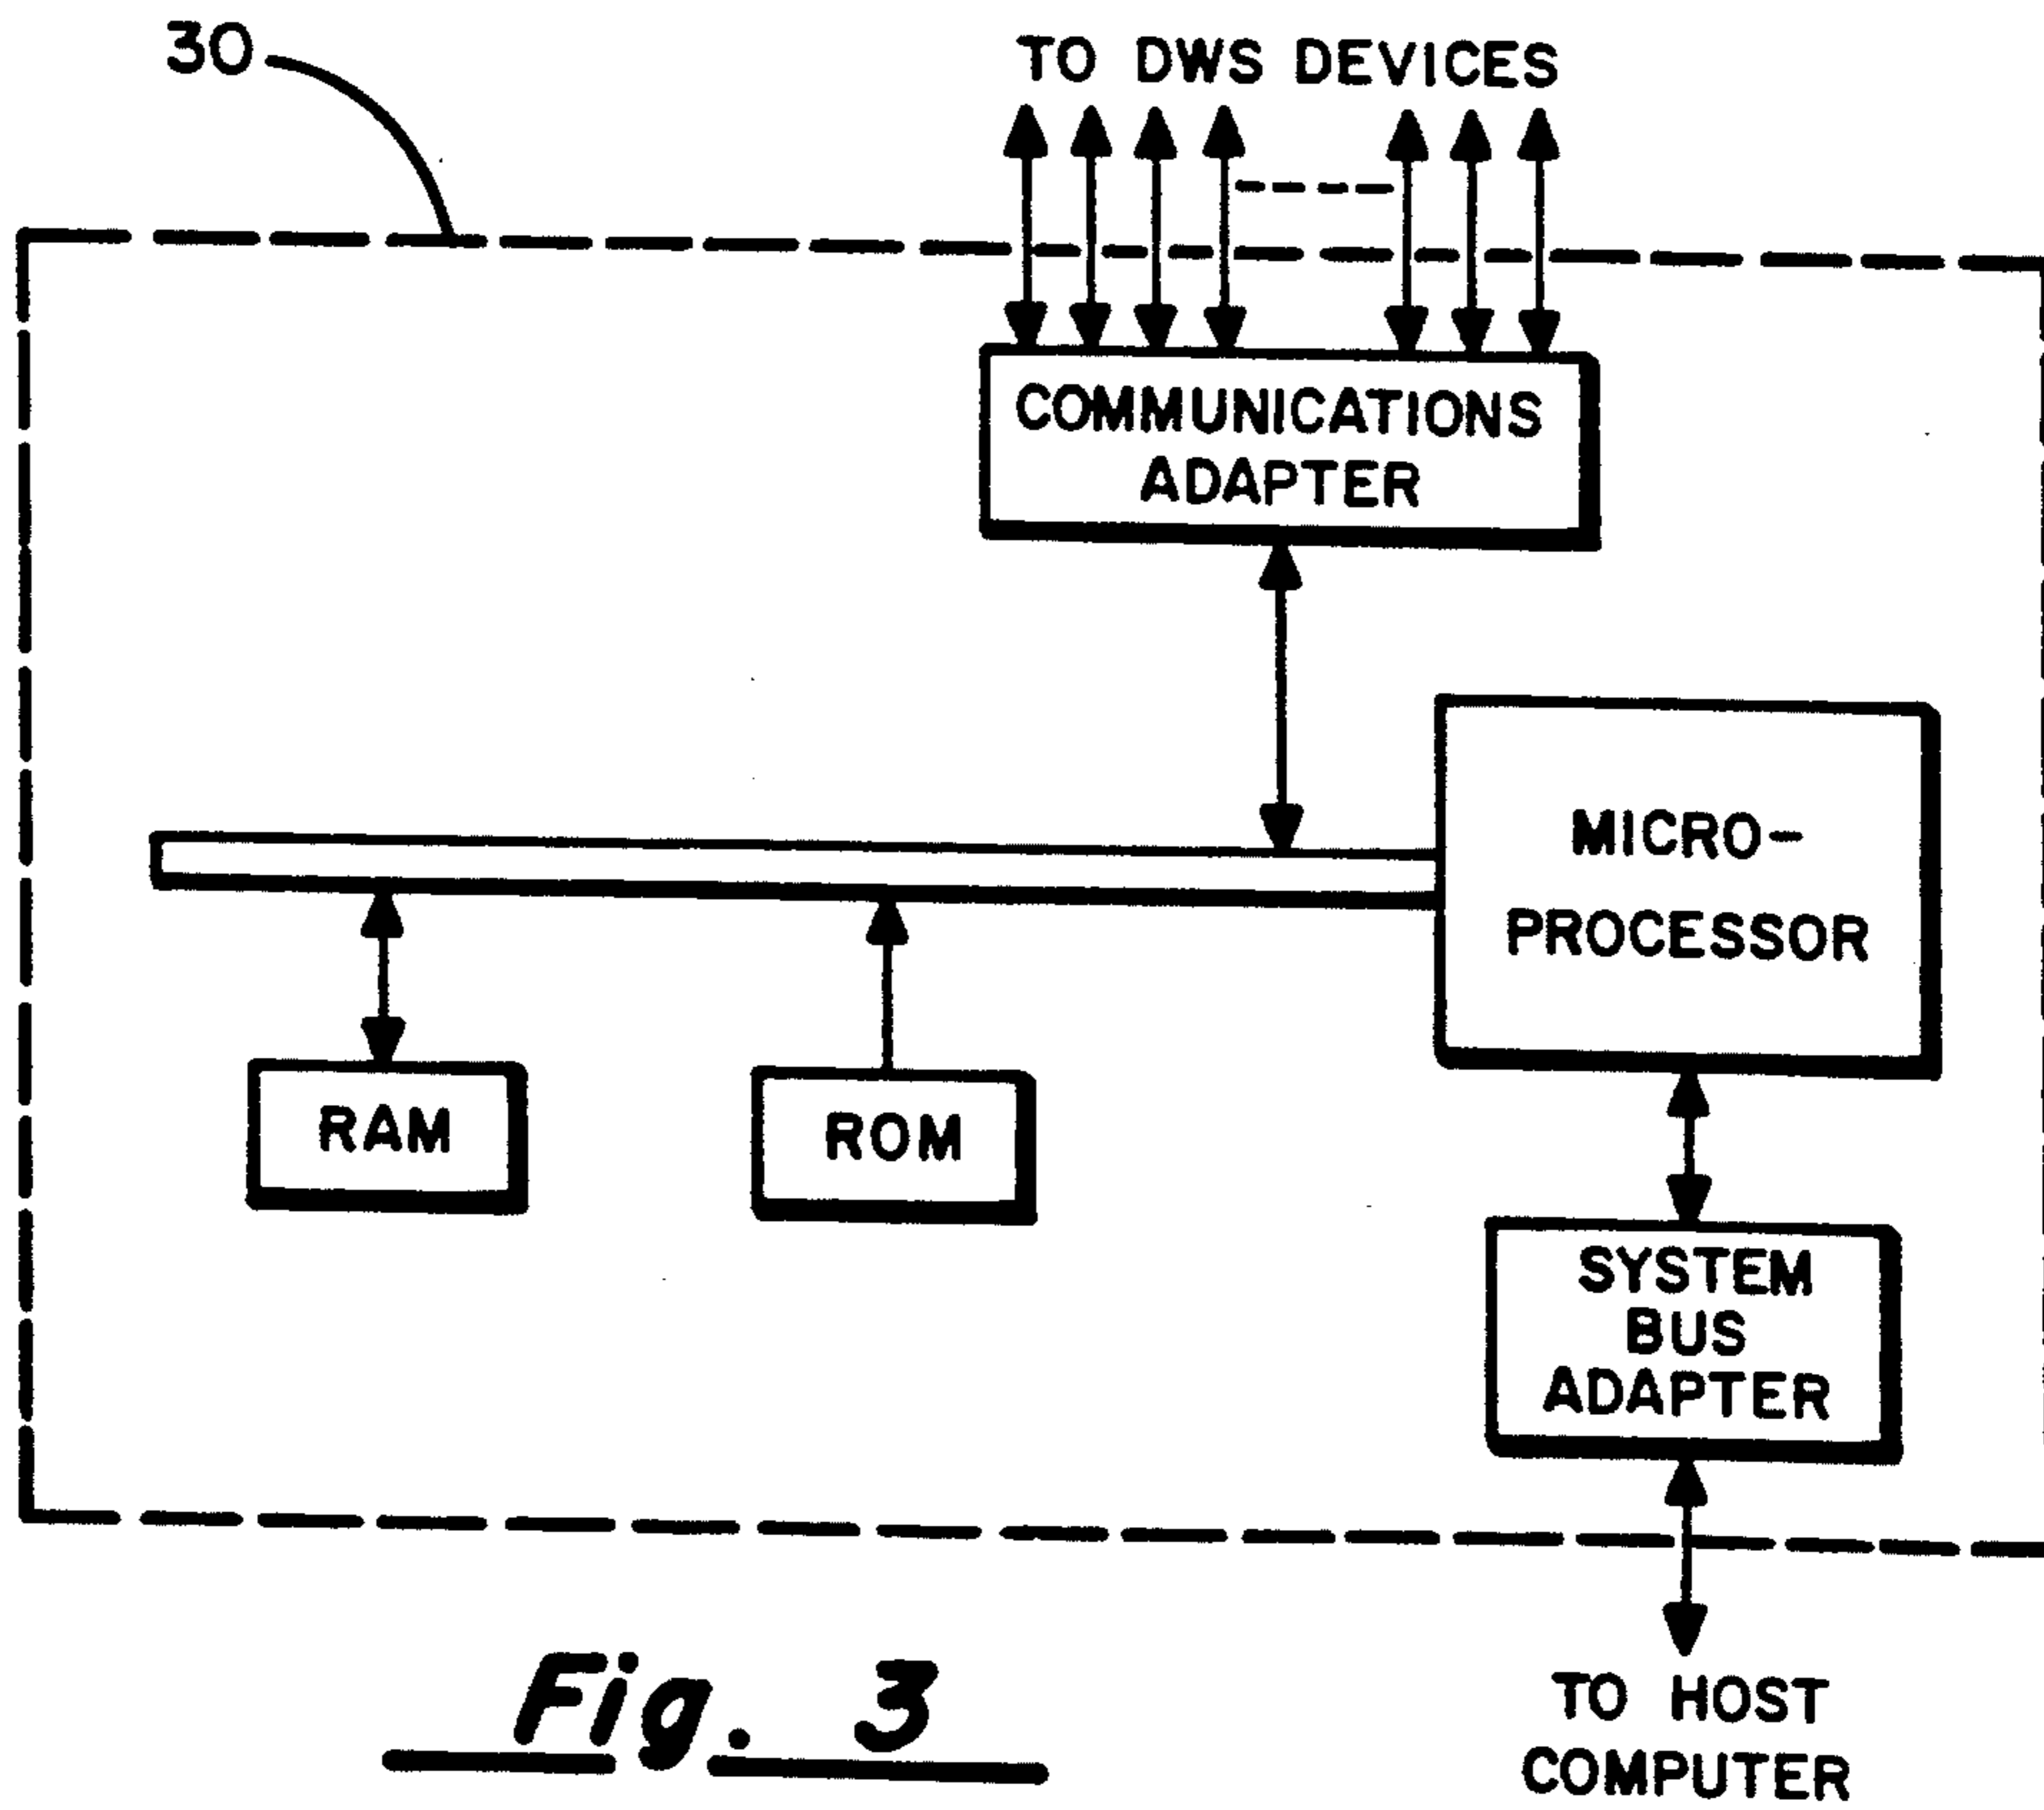 30
TO DWS DEVICES
COMMUNICATIONS
ADAPTER
MICRO-
PROCESSOR
RAM
ROM
SYSTEM
BUS
ADAPTER
TO HOST
COMPUTER
Fig. 3